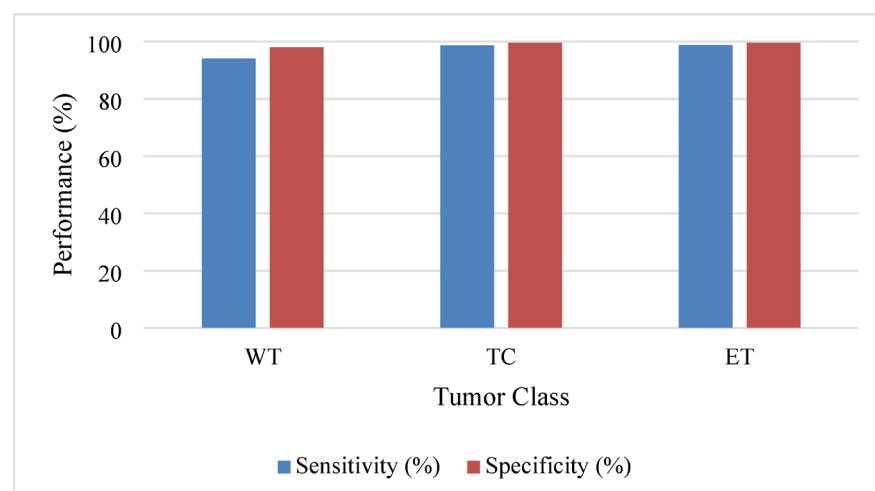 100
80
60
40
20
0
Performance (%)
WT TC ET
Tumor Class
Sensitivity (%) Specificity (%)